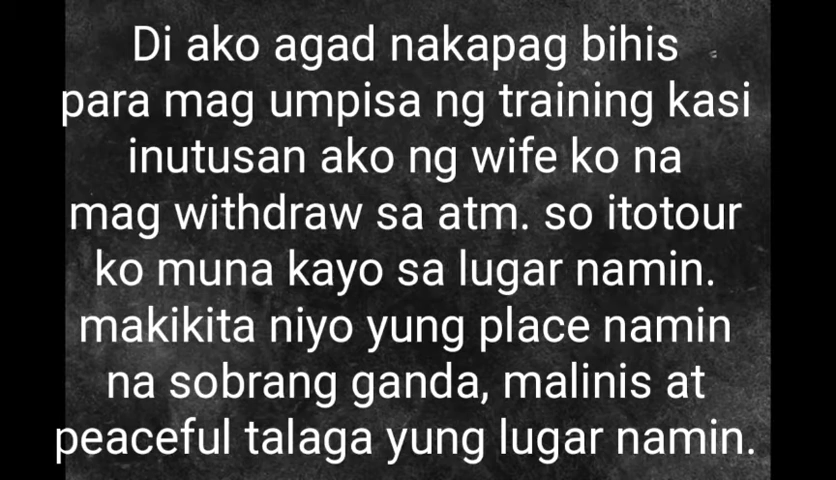 Di ako agad nakapag bihis
para mag umpisa ng training kasi
inutusan ako ng wife ko na
mag withdraw sa atm. so itotour
ko muna kayo sa lugar namin.
makikita niyo yung place namin
na sobrang ganda, malinis at
peaceful talaga yung lugar namin.